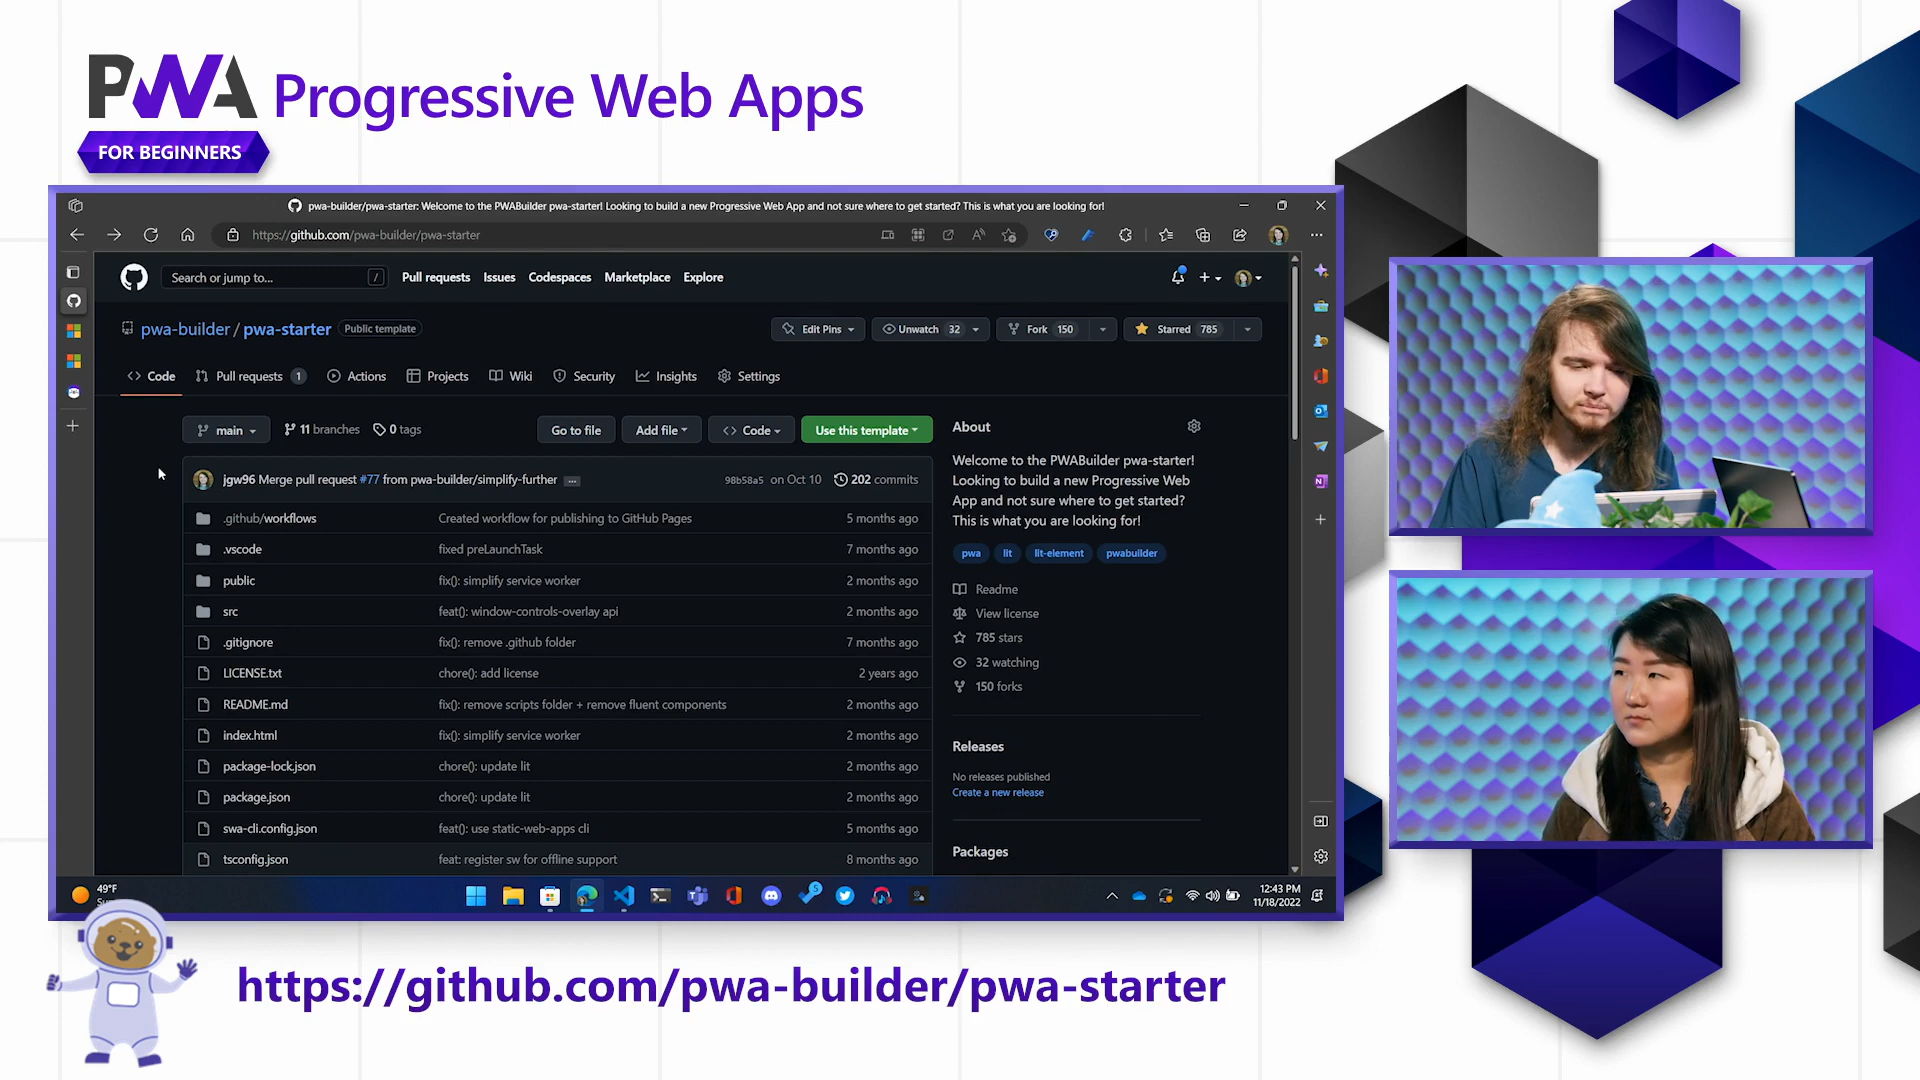 PWA Progressive Web Apps
FOR BEGINNERS
pwa-builder/pwa-starter: Welcome to the PWABuilder pwa-starter! Looking to build a new Progressive Web App and not sure where to get started? This is what you are looking for!
https://github.com/pwa-builder/pwa-starter
Search or jump to... /
Pull requests Issues Codespaces Marketplace Explore
pwa-builder / pwa-starter Public template
Edit Pins Unwatch 32 Fork 150 Starred 785
Code Pull requests 1 Actions Projects Wiki Security Insights Settings
main 11 branches 0 tags Go to file Add file Code Use this template
jgw96 Merge pull request #77 from pwa-builder/simplify-further ... 98b58a5 on Oct 10 202 commits
.github/workflows Created workflow for publishing to GitHub Pages 5 months ago
.vscode fixed preLaunchTask 7 months ago
public fix(): simplify service worker 2 months ago
src feat(): window-controls-overlay api 2 months ago
.gitignore fix(): remove .github folder 7 months ago
LICENSE.txt chore(): add license 2 years ago
README.md fix(): remove scripts folder + remove fluent components 2 months ago
index.html fix(): simplify service worker 2 months ago
package-lock.json chore(): update lit 2 months ago
package.json chore(): update lit 2 months ago
swa-cli.config.json feat(): use static-web-apps cli 5 months ago
tsconfig.json feat: register sw for offline support 8 months ago
About
Welcome to the PWABuilder pwa-starter!
Looking to build a new Progressive Web
App and not sure where to get started?
This is what you are looking for!
pwa lit lit-element pwabuilder
Readme
View license
785 stars
32 watching
150 forks
Releases
No releases published
Create a new release
Packages
49°F
12:43 PM
11/18/2022
https://github.com/pwa-builder/pwa-starter